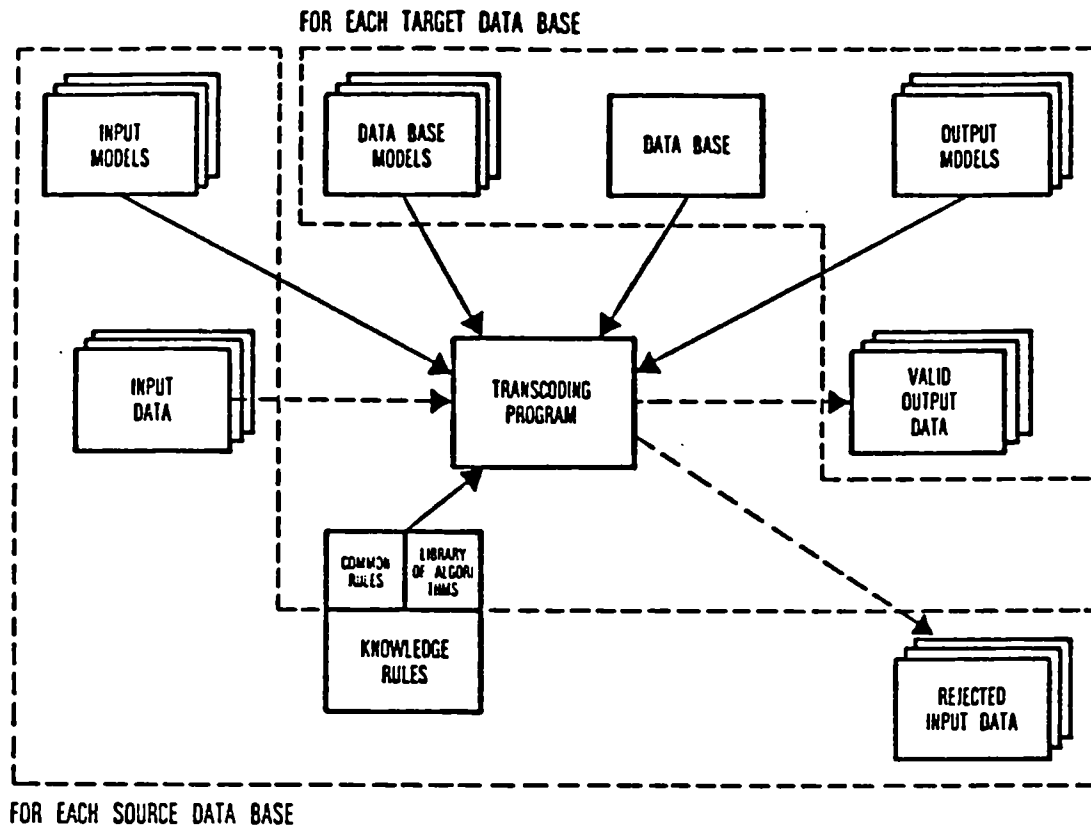 FOR EACH TARGET DATA BASE
INPUT
MODELS
DATA BASE
MODELS
DATA BASE
OUTPUT
MODELS
INPUT
DATA
TRANSCODING
PROGRAM
VALID
OUTPUT
DATA
COMMON
RULES
LIBRARY
OF ALGORI
THMS
KNOWLEDGE
RULES
REJECTED
INPUT DATA
FOR EACH SOURCE DATA BASE